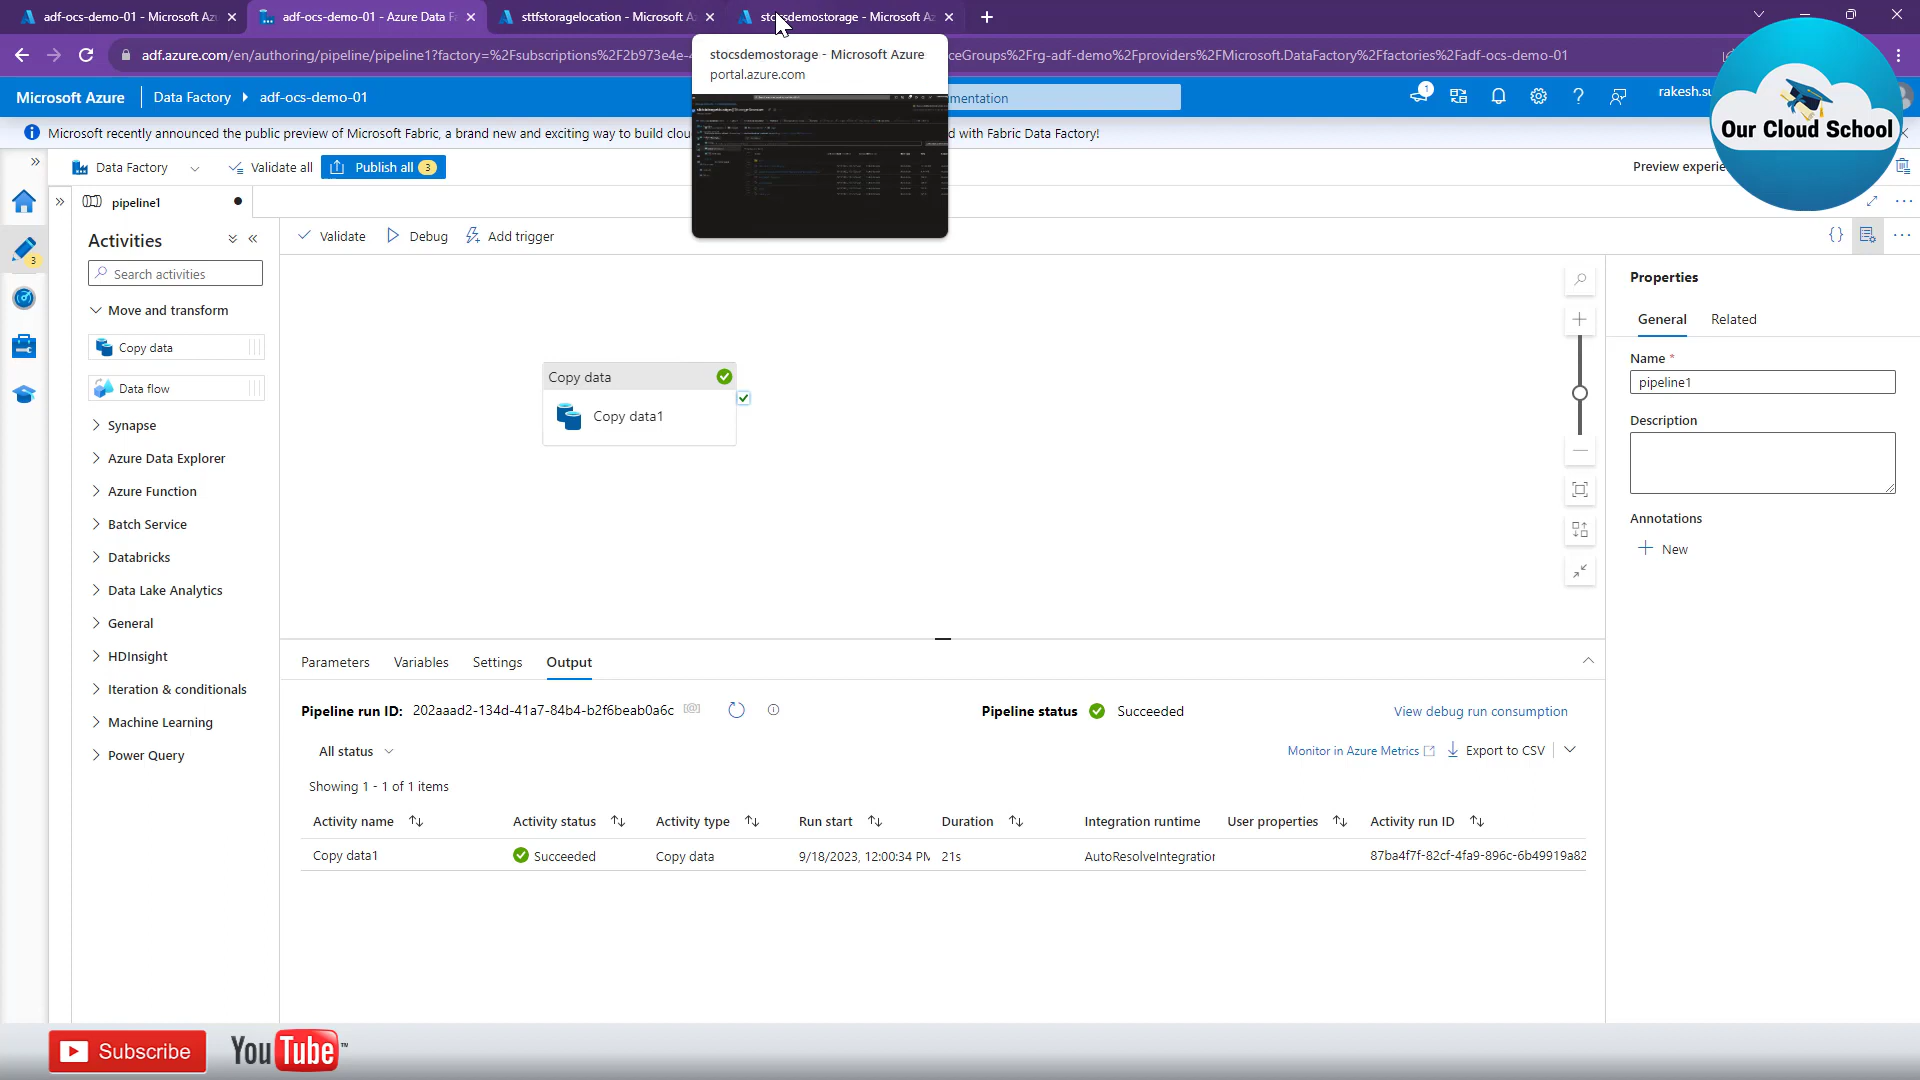 adf-ocs-demo-01 - Microsoft Azu
adf-ocs-demo-01 - Azure Data Fa
sttfstoragelocation - Microsoft Az
stocsdemostorage - Microsoft Az
adf.azure.com/en/authoring/pipeline/pipeline1?factory=%2Fsubscriptions%2F2b973e4e-
ceGroups%2Frg-adf-demo%2Fproviders%2FMicrosoft.DataFactory%2Ffactories%2Fadf-ocs-demo-01
stocsdemostorage - Microsoft Azure
portal.azure.com
Microsoft Azure
Data Factory
adf-ocs-demo-01
mentation
1
rakesh.su
Our Cloud School
Microsoft recently announced the public preview of Microsoft Fabric, a brand new and exciting way to build clou
d with Fabric Data Factory!
Data Factory
Validate all
Publish all
3
Preview experie
pipeline1
Activities
Validate
Debug
Add trigger
3
Search activities
Move and transform
Copy data
Data flow
Synapse
Azure Data Explorer
Azure Function
Batch Service
Databricks
Data Lake Analytics
General
HDInsight
Iteration & conditionals
Machine Learning
Power Query
Copy data
Copy data1
Properties
General
Related
Name *
pipeline1
Description
Annotations
New
Parameters
Variables
Settings
Output
Pipeline run ID: 202aaad2-134d-41a7-84b4-b2f6beab0a6c
Pipeline status
Succeeded
View debug run consumption
All status
Monitor in Azure Metrics
Export to CSV
Showing 1 - 1 of 1 items
Activity name
Activity status
Activity type
Run start
Duration
Integration runtime
User properties
Activity run ID
Copy data1
Succeeded
Copy data
9/18/2023, 12:00:34 PM
21s
AutoResolveIntegration
87ba4f7f-82cf-4fa9-896c-6b49919a82
Subscribe
YouTube
TM